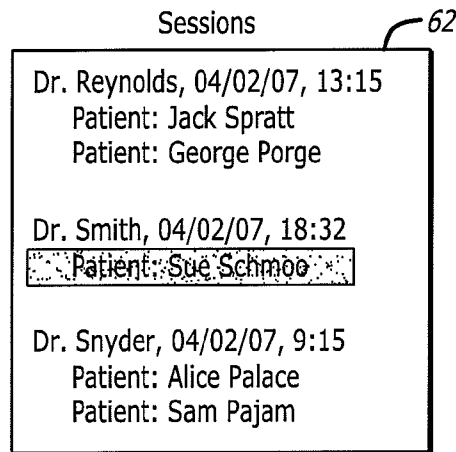 Sessions
62
Dr. Reynolds, 04/02/07, 13:15
Patient: Jack Spratt
Patient: George Porge
Dr. Smith, 04/02/07, 18:32
Patient: Sue Schmoo
Dr. Snyder, 04/02/07, 9:15
Patient: Alice Palace
Patient: Sam Pajam